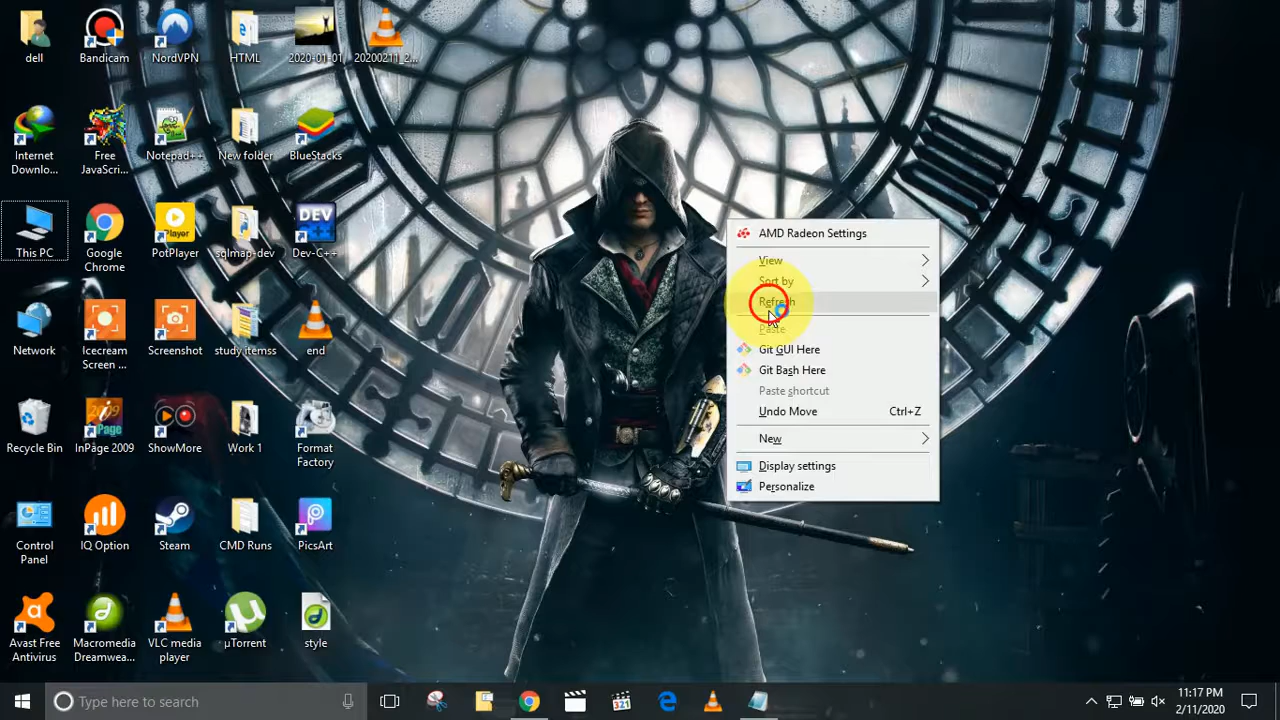 dell
Bandicam
NordVPN
HTML
2020-01-01
20200211_2...
Internet
Downlo...
Free
JavaScri...
Notepad++
New folder
BlueStacks
This PC
Google
Chrome
PotPlayer
sqlmap-dev
Dev-C++
Network
Icecream
Screen ...
Screenshot
study itemss
end
Recycle Bin
InPage 2009
ShowMore
Work 1
Format
Factory
Control
Panel
IQ Option
Steam
CMD Runs
PicsArt
Avast Free
Antivirus
Macromedia
Dreamwea...
VLC media
player
µTorrent
style
AMD Radeon Settings
View
Sort by
Refresh
Paste
Git GUI Here
Git Bash Here
Paste shortcut
Undo Move Ctrl+Z
New
Display settings
Personalize
Type here to search
11:17 PM
2/11/2020